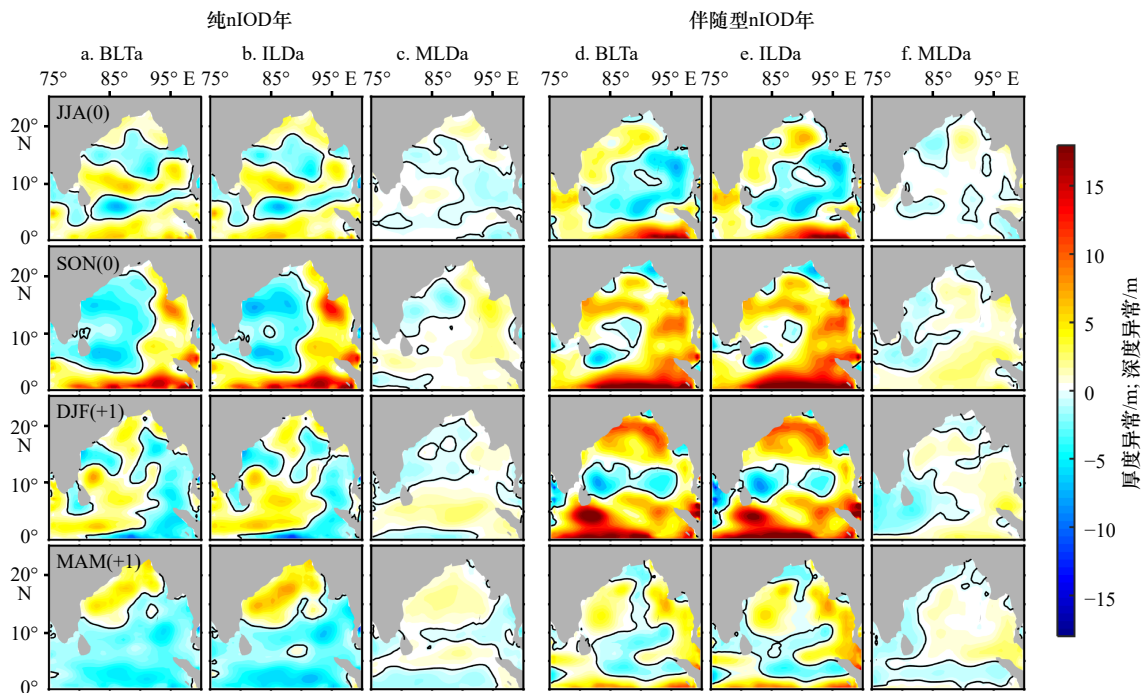 纯nIOD年 伴随型nIOD年
a. BLTa b. ILDa c. MLDa d. BLTa e. ILDa f. MLDa
75° 85° 95° E 75° 85° 95° E 75° 85° 95° E 75° 85° 95° E 75° 85° 95° E 75° 85° 95° E
JJA(0)
20°
N
10°
0°
SON(0)
20°
N
10°
0°
DJF(+1)
20°
N
10°
0°
MAM(+1)
20°
N
10°
0°
15
10
5
0
−5
−10
−15
厚度异常/m; 深度异常/m